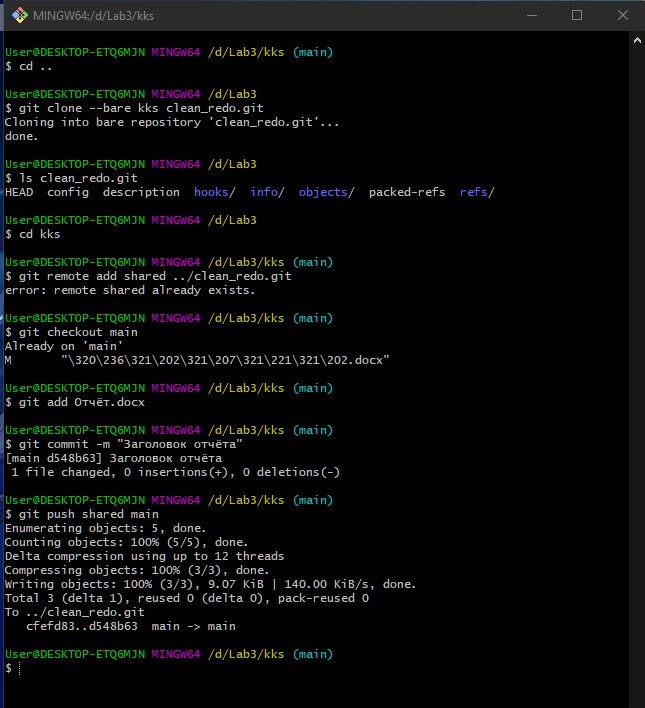 MINGW64:/d/Lab3/kks
User@DESKTOP-ETQ6MJN MINGW64 /d/Lab3/kks (main)
$ cd ..
User@DESKTOP-ETQ6MJN MINGW64 /d/Lab3
$ git clone --bare kks clean_redo.git
Cloning into bare repository 'clean_redo.git'...
done.
User@DESKTOP-ETQ6MJN MINGW64 /d/Lab3
$ ls clean_redo.git
HEAD  config  description  hooks/  info/  objects/  packed-refs  refs/
User@DESKTOP-ETQ6MJN MINGW64 /d/Lab3
$ cd kks
User@DESKTOP-ETQ6MJN MINGW64 /d/Lab3/kks (main)
$ git remote add shared ../clean_redo.git
error: remote shared already exists.
User@DESKTOP-ETQ6MJN MINGW64 /d/Lab3/kks (main)
$ git checkout main
Already on 'main'
M       "\320\236\321\202\321\207\321\221\321\202.docx"
User@DESKTOP-ETQ6MJN MINGW64 /d/Lab3/kks (main)
$ git add Отчёт.docx
User@DESKTOP-ETQ6MJN MINGW64 /d/Lab3/kks (main)
$ git commit -m "Заголовок отчёта"
[main d548b63] Заголовок отчёта
 1 file changed, 0 insertions(+), 0 deletions(-)
User@DESKTOP-ETQ6MJN MINGW64 /d/Lab3/kks (main)
$ git push shared main
Enumerating objects: 5, done.
Counting objects: 100% (5/5), done.
Delta compression using up to 12 threads
Compressing objects: 100% (3/3), done.
Writing objects: 100% (3/3), 9.07 KiB | 140.00 KiB/s, done.
Total 3 (delta 1), reused 0 (delta 0), pack-reused 0
To ../clean_redo.git
   cfefd83..d548b63  main -> main
User@DESKTOP-ETQ6MJN MINGW64 /d/Lab3/kks (main)
$